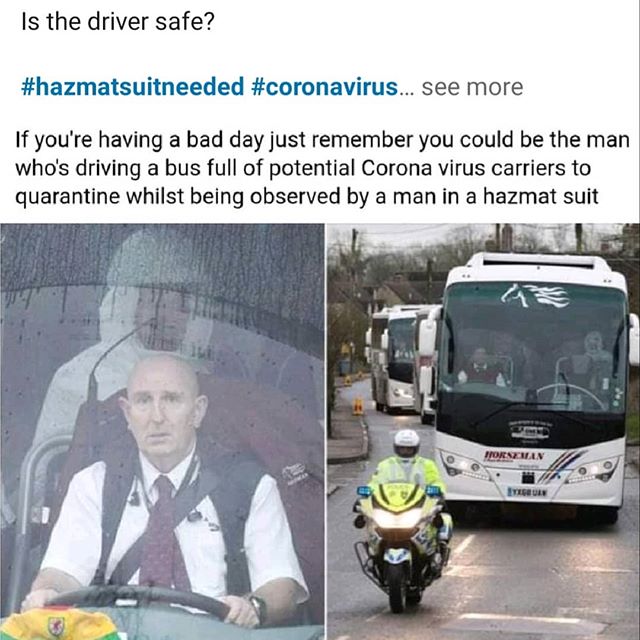 Is the driver safe?
#hazmatsuitneeded #coronavirus... see more
If you're having a bad day just remember you could be the man
who's driving a bus full of potential Corona virus carriers to
quarantine whilst being observed by a man in a hazmat suit
HORSEMAN
YX68 UAN